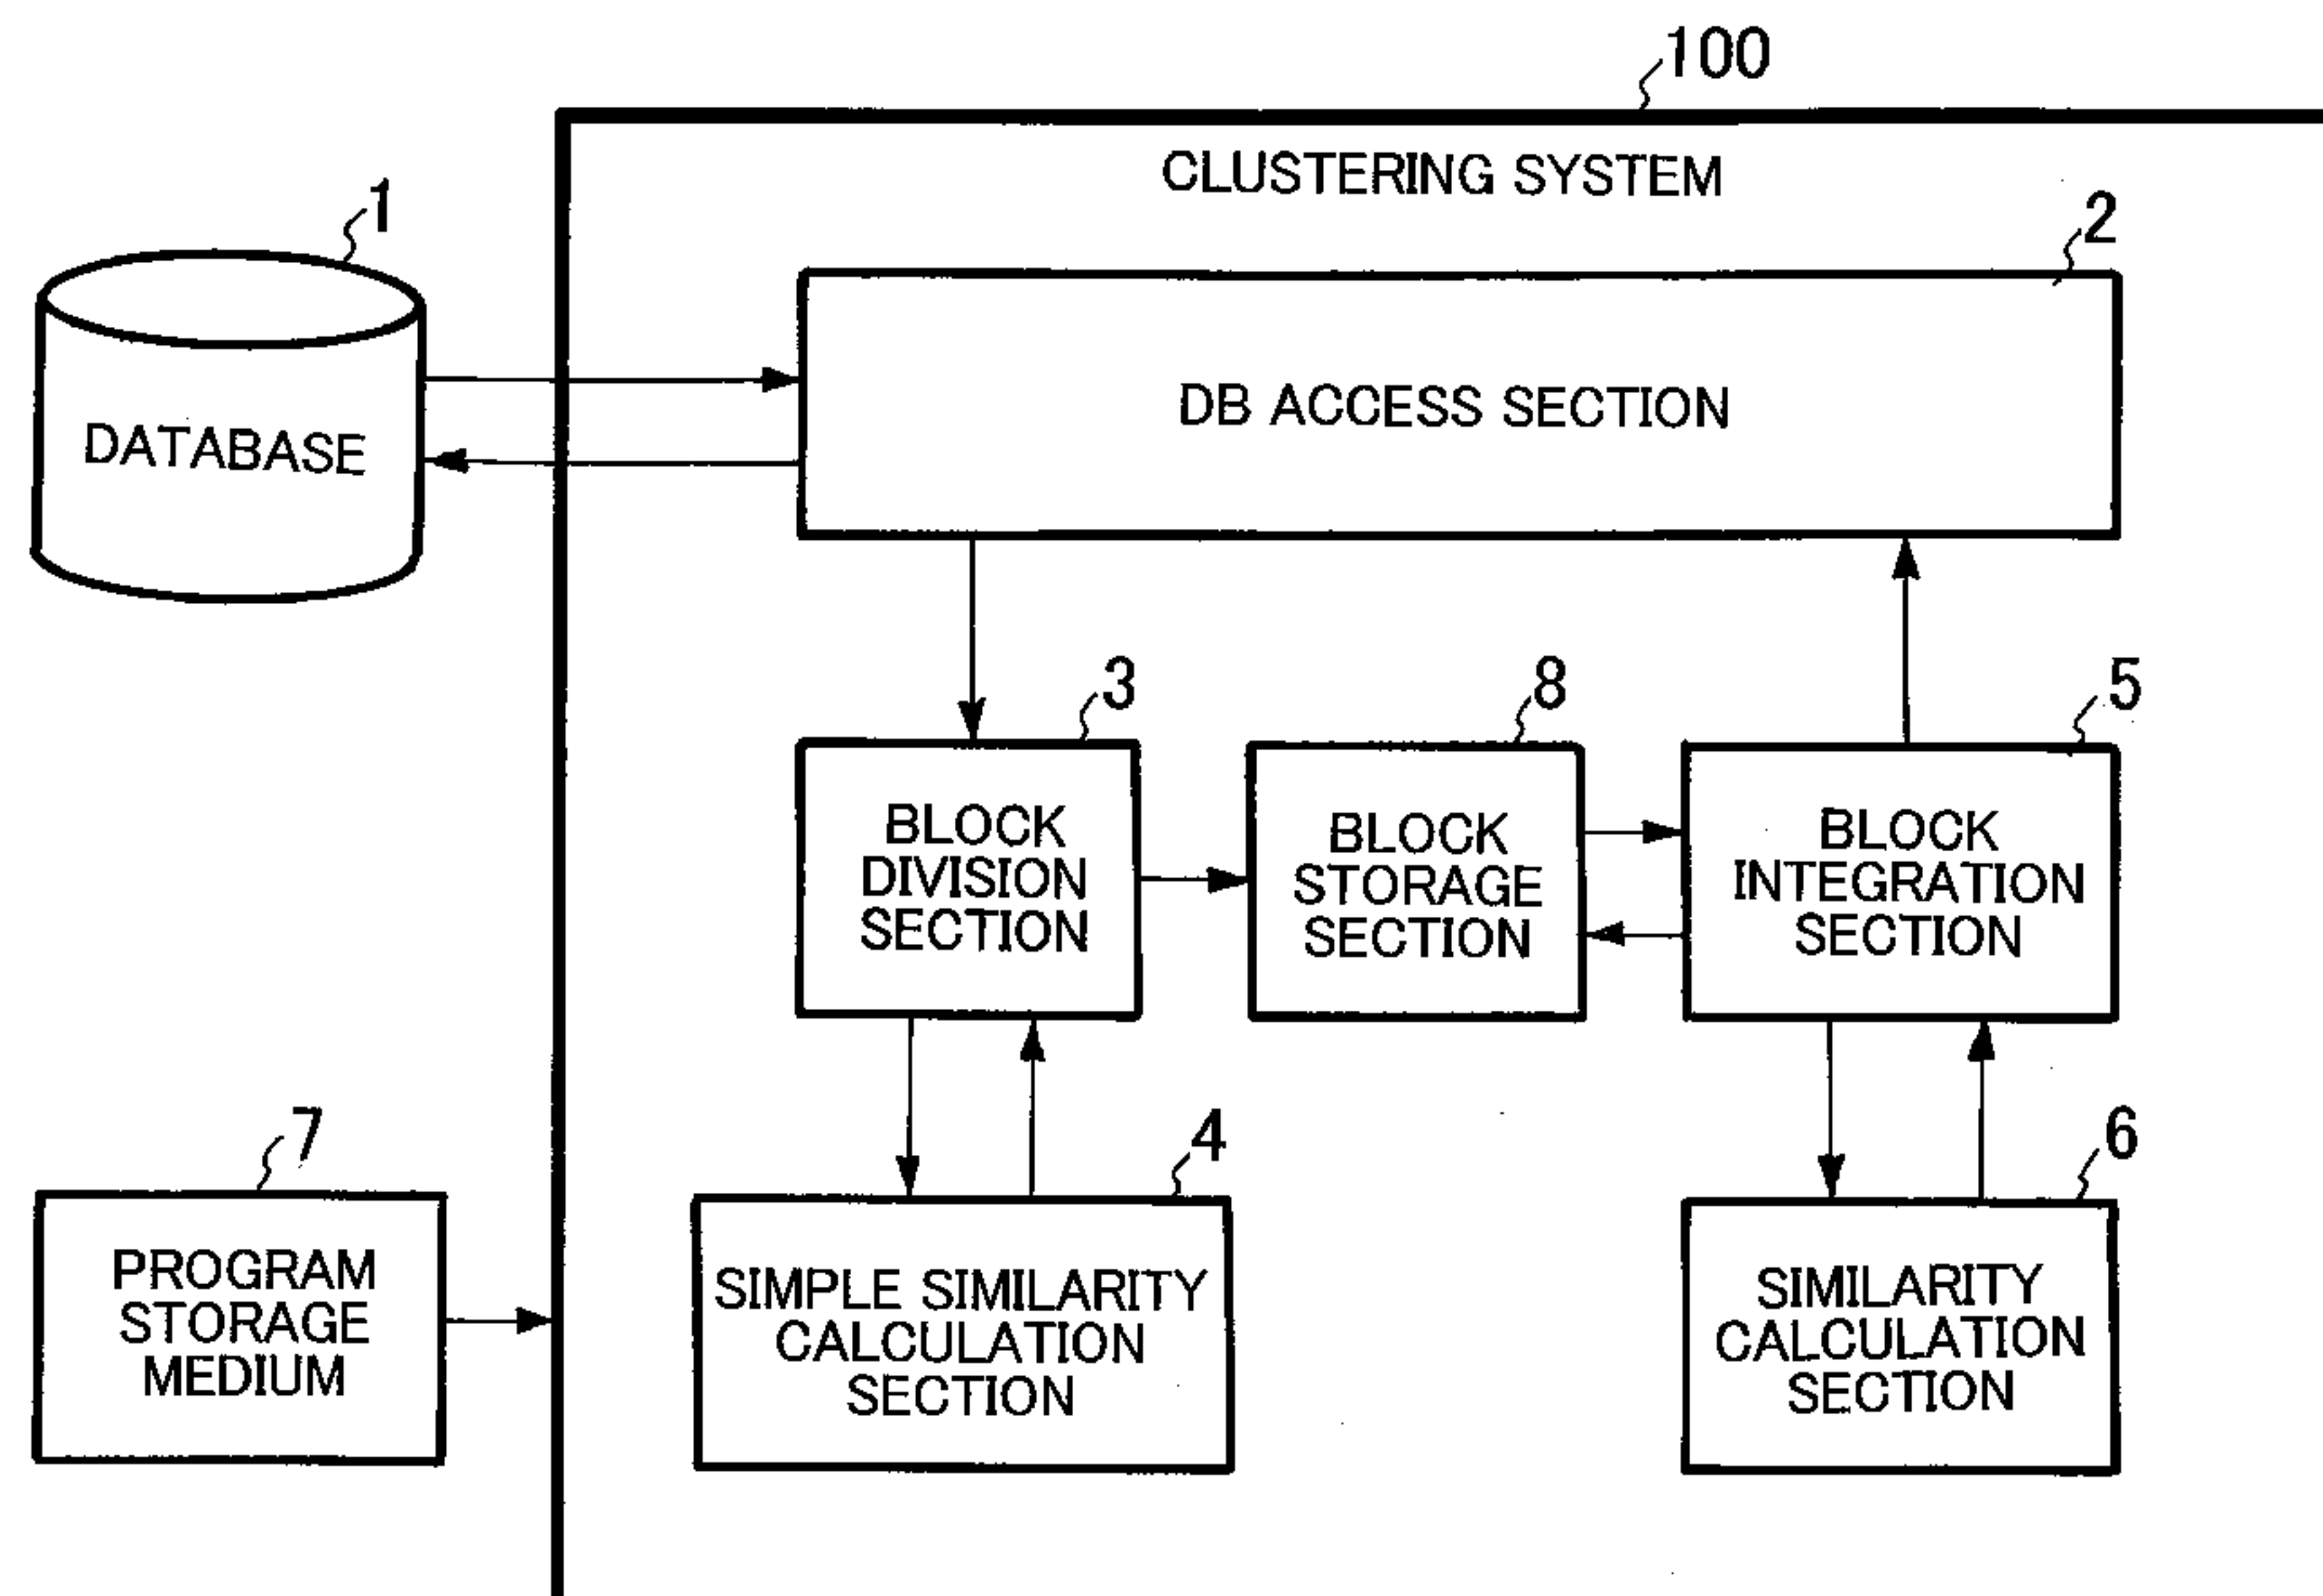 100
CLUSTERING SYSTEM
1
2
DATABASE
DB ACCESS SECTION
3
8
5
BLOCK
DIVISION
SECTION
BLOCK
STORAGE
SECTION
BLOCK
INTEGRATION
SECTION
7
4
6
PROGRAM
STORAGE
MEDIUM
SIMPLE SIMILARITY
CALCULATION
SECTION
SIMILARITY
CALCULATION
SECTION